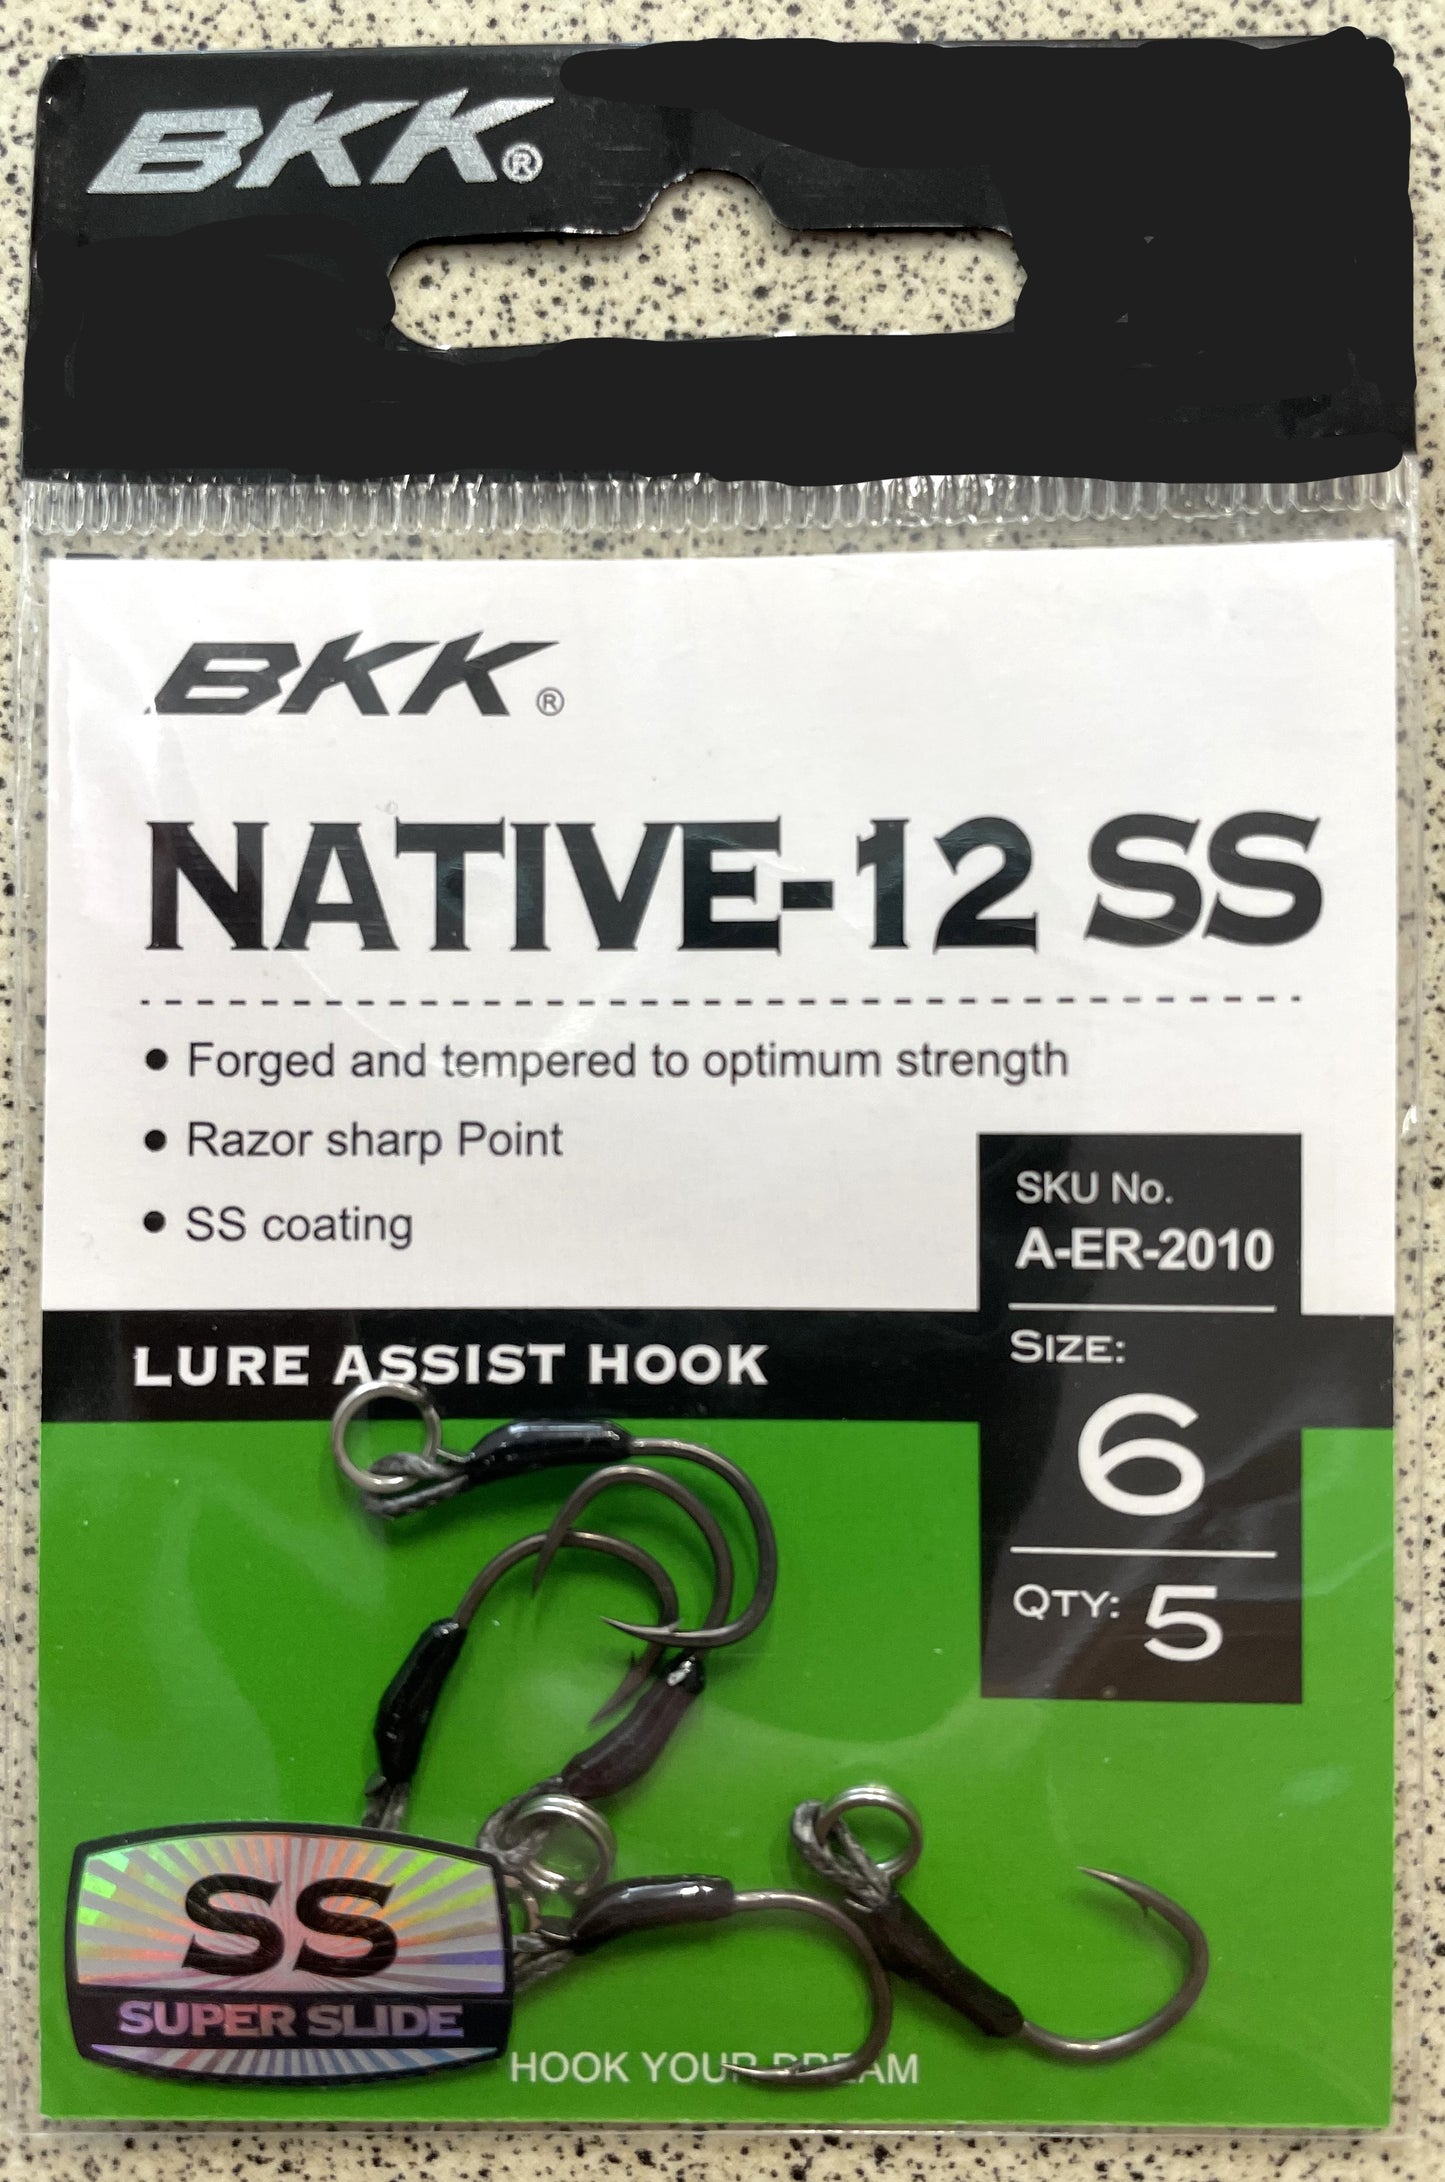 BKK®
BKK®
NATIVE-12 SS
• Forged and tempered to optimum strength
• Razor sharp Point
• SS coating
SKU No.
A-ER-2010
LURE ASSIST HOOK
SIZE:
6
QTY: 5
SS
SUPER SLIDE
HOOK YOUR DREAM